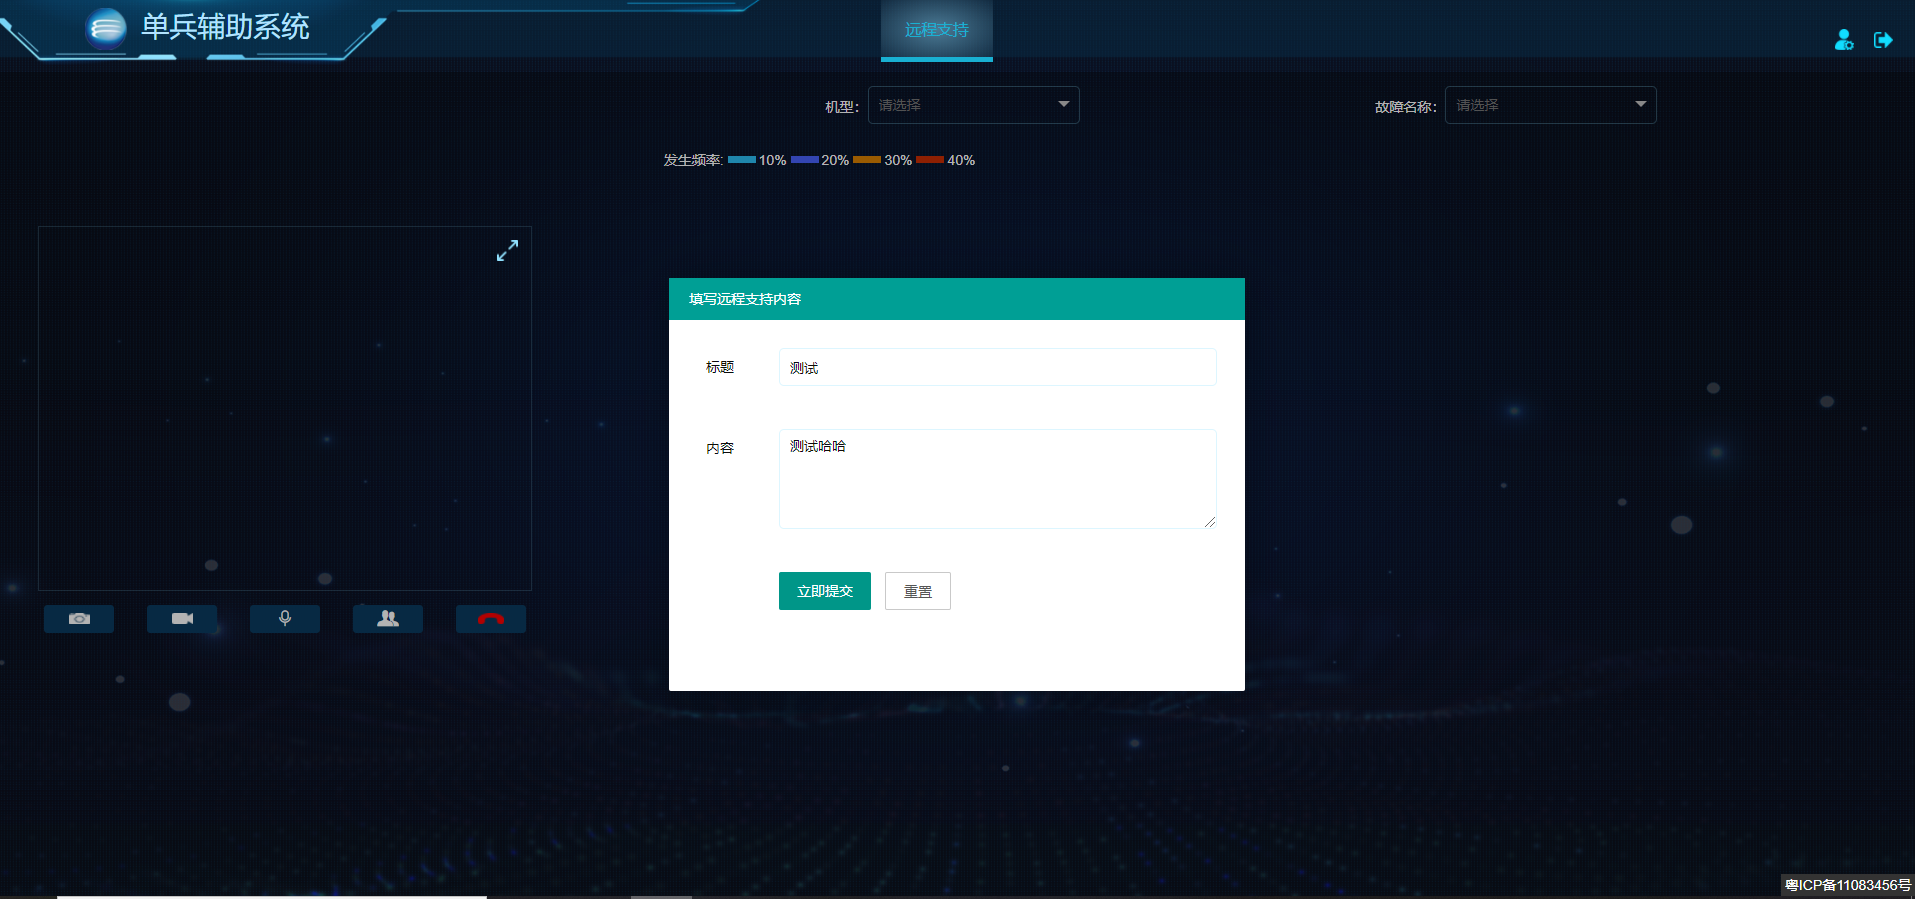 单兵辅助系统
远程支持
机型：
请选择
故障名称：
请选择
发生频率: 10% 20% 30% 40%
填写远程支持内容
标题
测试
内容
测试哈哈
立即提交
重置
粤ICP备11083456号